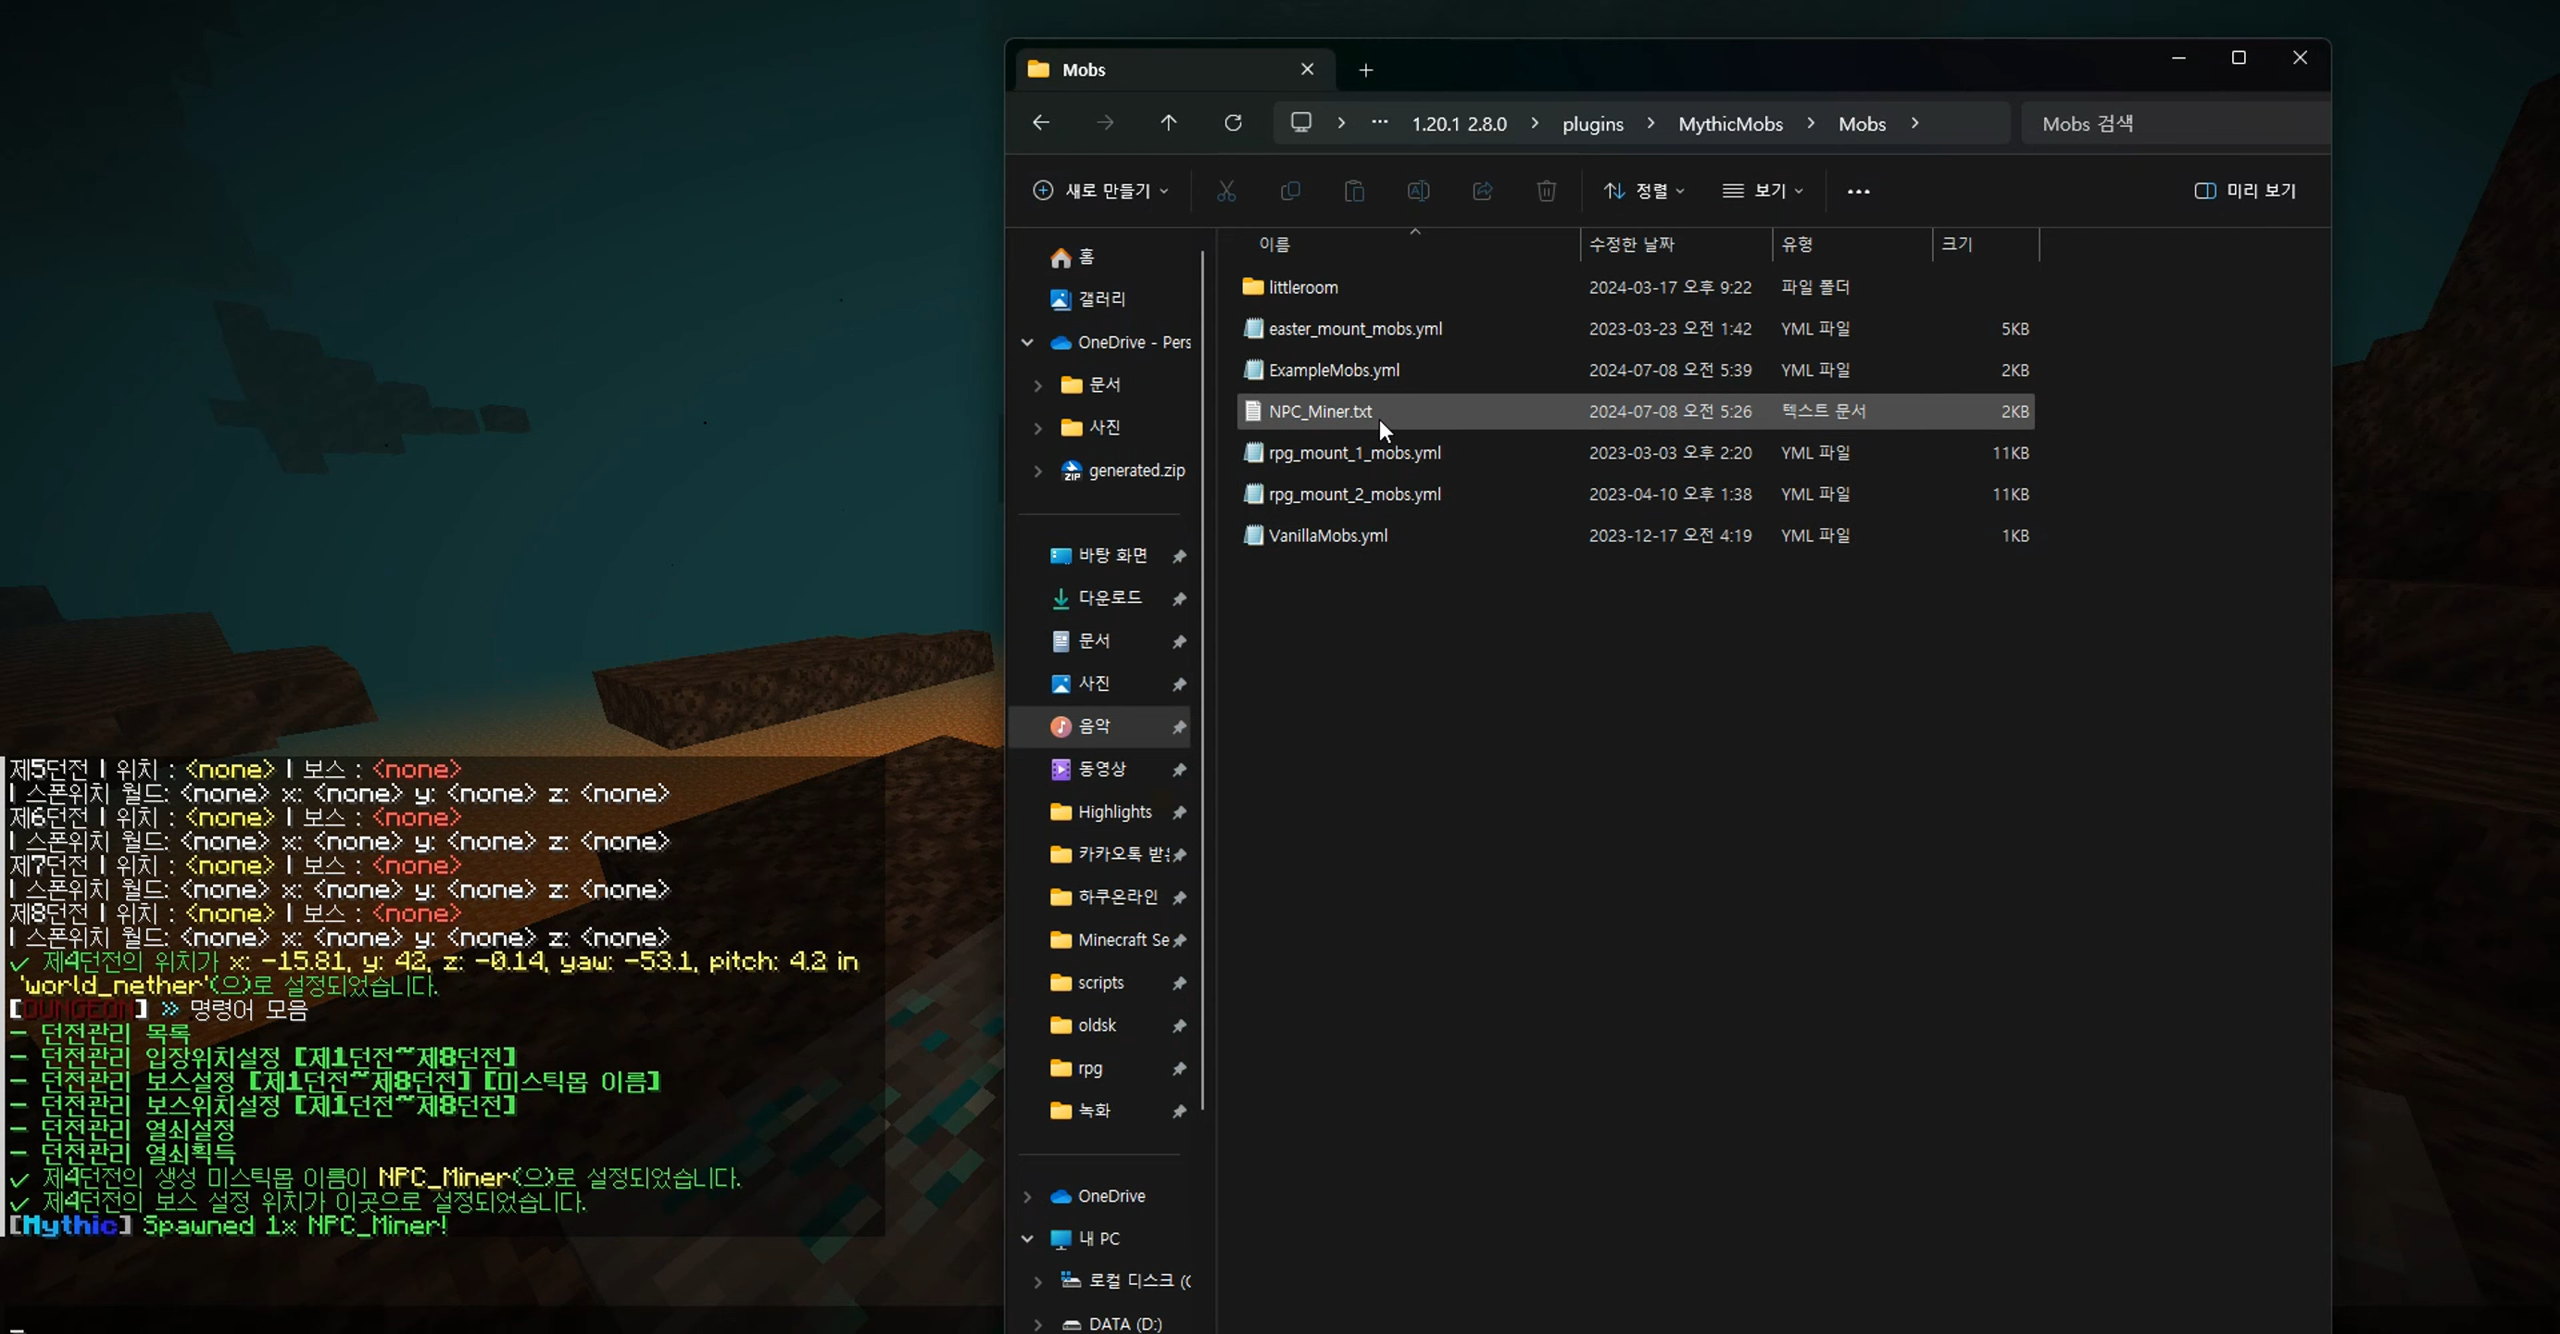 Mobs
1.20.1 2.8.0 > plugins > MythicMobs > Mobs >
Mobs 검색
새로 만들기
정렬
보기
미리 보기
홈
갤러리
OneDrive - Pers
문서
사진
generated.zip
바탕 화면
다운로드
문서
사진
음악
동영상
Highlights
카카오톡 받은
하쿠온라인
Minecraft Se
scripts
oldsk
rpg
녹화
OneDrive
내 PC
로컬 디스크 (C
DATA (D:)
이름 수정한 날짜 유형 크기
littleroom 2024-03-17 오후 9:22 파일 폴더
easter_mount_mobs.yml 2023-03-23 오전 1:42 YML 파일 5KB
ExampleMobs.yml 2024-07-08 오전 5:39 YML 파일 2KB
NPC_Miner.txt 2024-07-08 오전 5:26 텍스트 문서 2KB
rpg_mount_1_mobs.yml 2023-03-03 오후 2:20 YML 파일 11KB
rpg_mount_2_mobs.yml 2023-04-10 오후 1:38 YML 파일 11KB
VanillaMobs.yml 2023-12-17 오전 4:19 YML 파일 1KB
제5던전 | 위치 : <none> | 보스 : <none>
| 스폰위치 월드: <none> x: <none> y: <none> z: <none>
제6던전 | 위치 : <none> | 보스 : <none>
| 스폰위치 월드: <none> x: <none> y: <none> z: <none>
제7던전 | 위치 : <none> | 보스 : <none>
| 스폰위치 월드: <none> x: <none> y: <none> z: <none>
제8던전 | 위치 : <none> | 보스 : <none>
| 스폰위치 월드: <none> x: <none> y: <none> z: <none>
✓ 제4던전의 위치가 x: -15.81, y: 42, z: -0.14, yaw: -53.1, pitch: 4.2 in
'world_nether'(으)로 설정되었습니다.
[DUNGEON] » 명령어 모음
- 던전관리 목록
- 던전관리 입장위치설정 [제1던전~제8던전]
- 던전관리 보스설정 [제1던전~제8던전] [미스틱몹 이름]
- 던전관리 보스위치설정 [제1던전~제8던전]
- 던전관리 열쇠설정
- 던전관리 열쇠획득
✓ 제4던전의 생성 미스틱몹 이름이 NPC_Miner(으)로 설정되었습니다.
✓ 제4던전의 보스 설정 위치가 이곳으로 설정되었습니다.
[Mythic] Spawned 1x NPC_Miner!